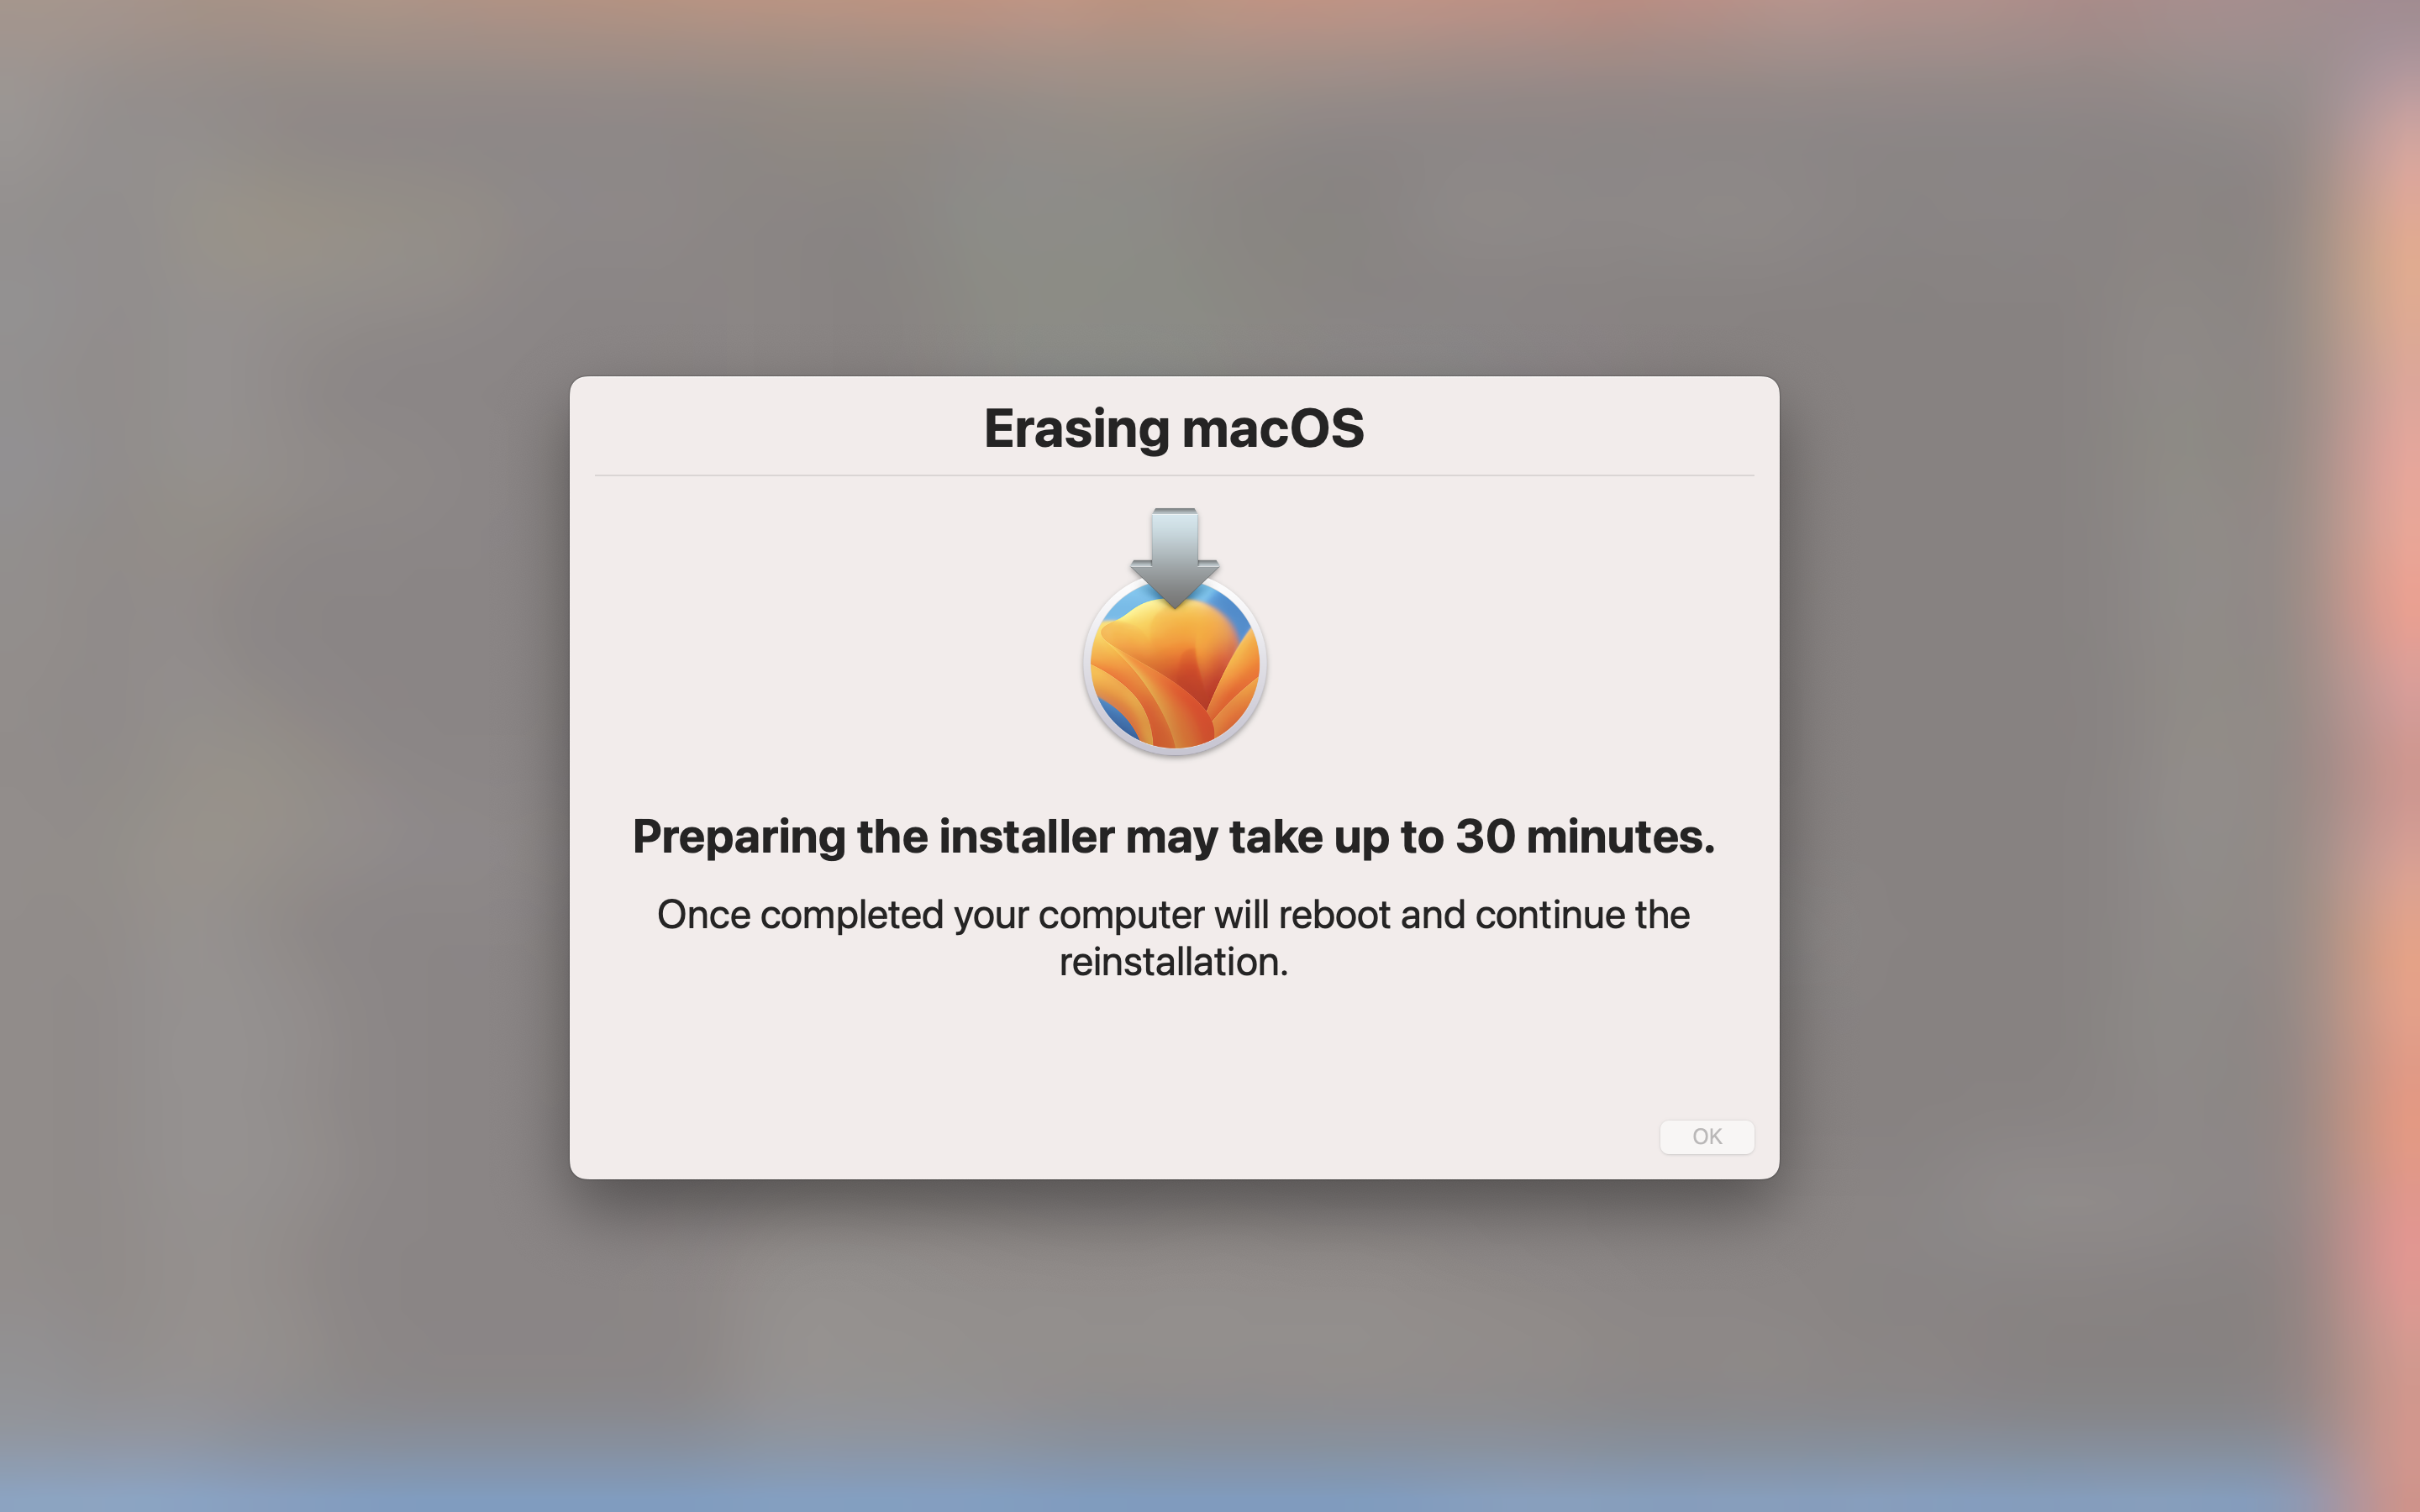 Erasing macOS
Preparing the installer may take up to 30 minutes.
Once completed your computer will reboot and continue the
reinstallation.
OK